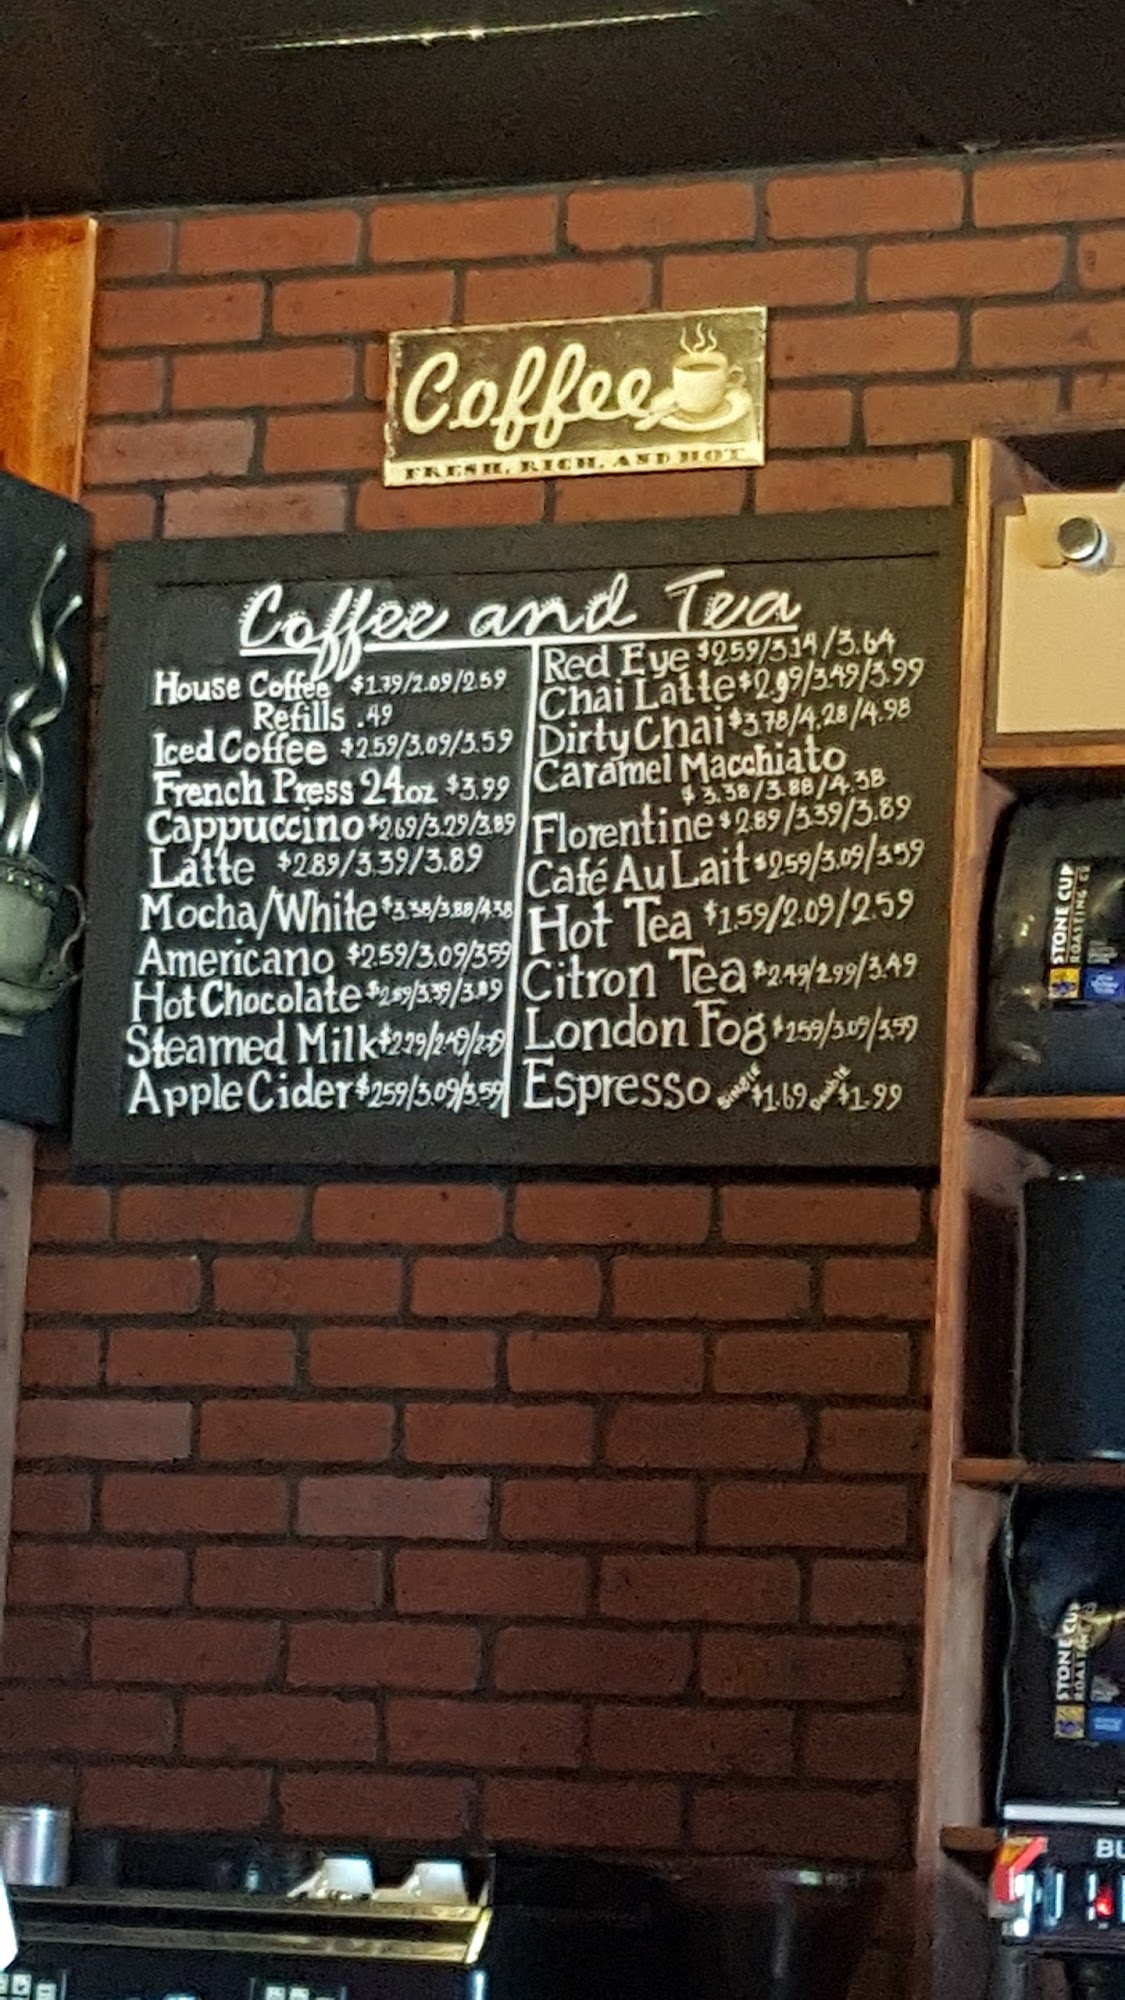 Coffee
FRESH, RICH, AND HOT
Coffee and Tea
House Coffee $1.79/2.09/2.59
Refills .49
Iced Coffee $2.59/3.09/3.59
French Press 24oz $3.99
Cappuccino $2.69/3.29/3.89
Latte $2.89/3.39/3.89
Mocha/White $3.38/3.88/4.38
Americano $2.59/3.09/3.59
Hot Chocolate $2.89/3.39/3.89
Steamed Milk
Apple Cider $2.59/3.09/3.59
Red Eye $2.59/3.14/3.64
Chai Latte $2.99/3.49/3.99
Dirty Chai $3.78/4.28/4.98
Caramel Macchiato
$3.38/3.88/4.38
Florentine $2.89/3.39/3.89
Café Au Lait $2.59/3.09/3.59
Hot Tea $1.59/2.09/2.59
Citron Tea $2.49/2.99/3.49
London Fog $2.59/3.09/3.59
Espresso Single $1.69 Double $1.99
STONE CUP
ROASTING CO
STONE CUP
ROASTING
BU